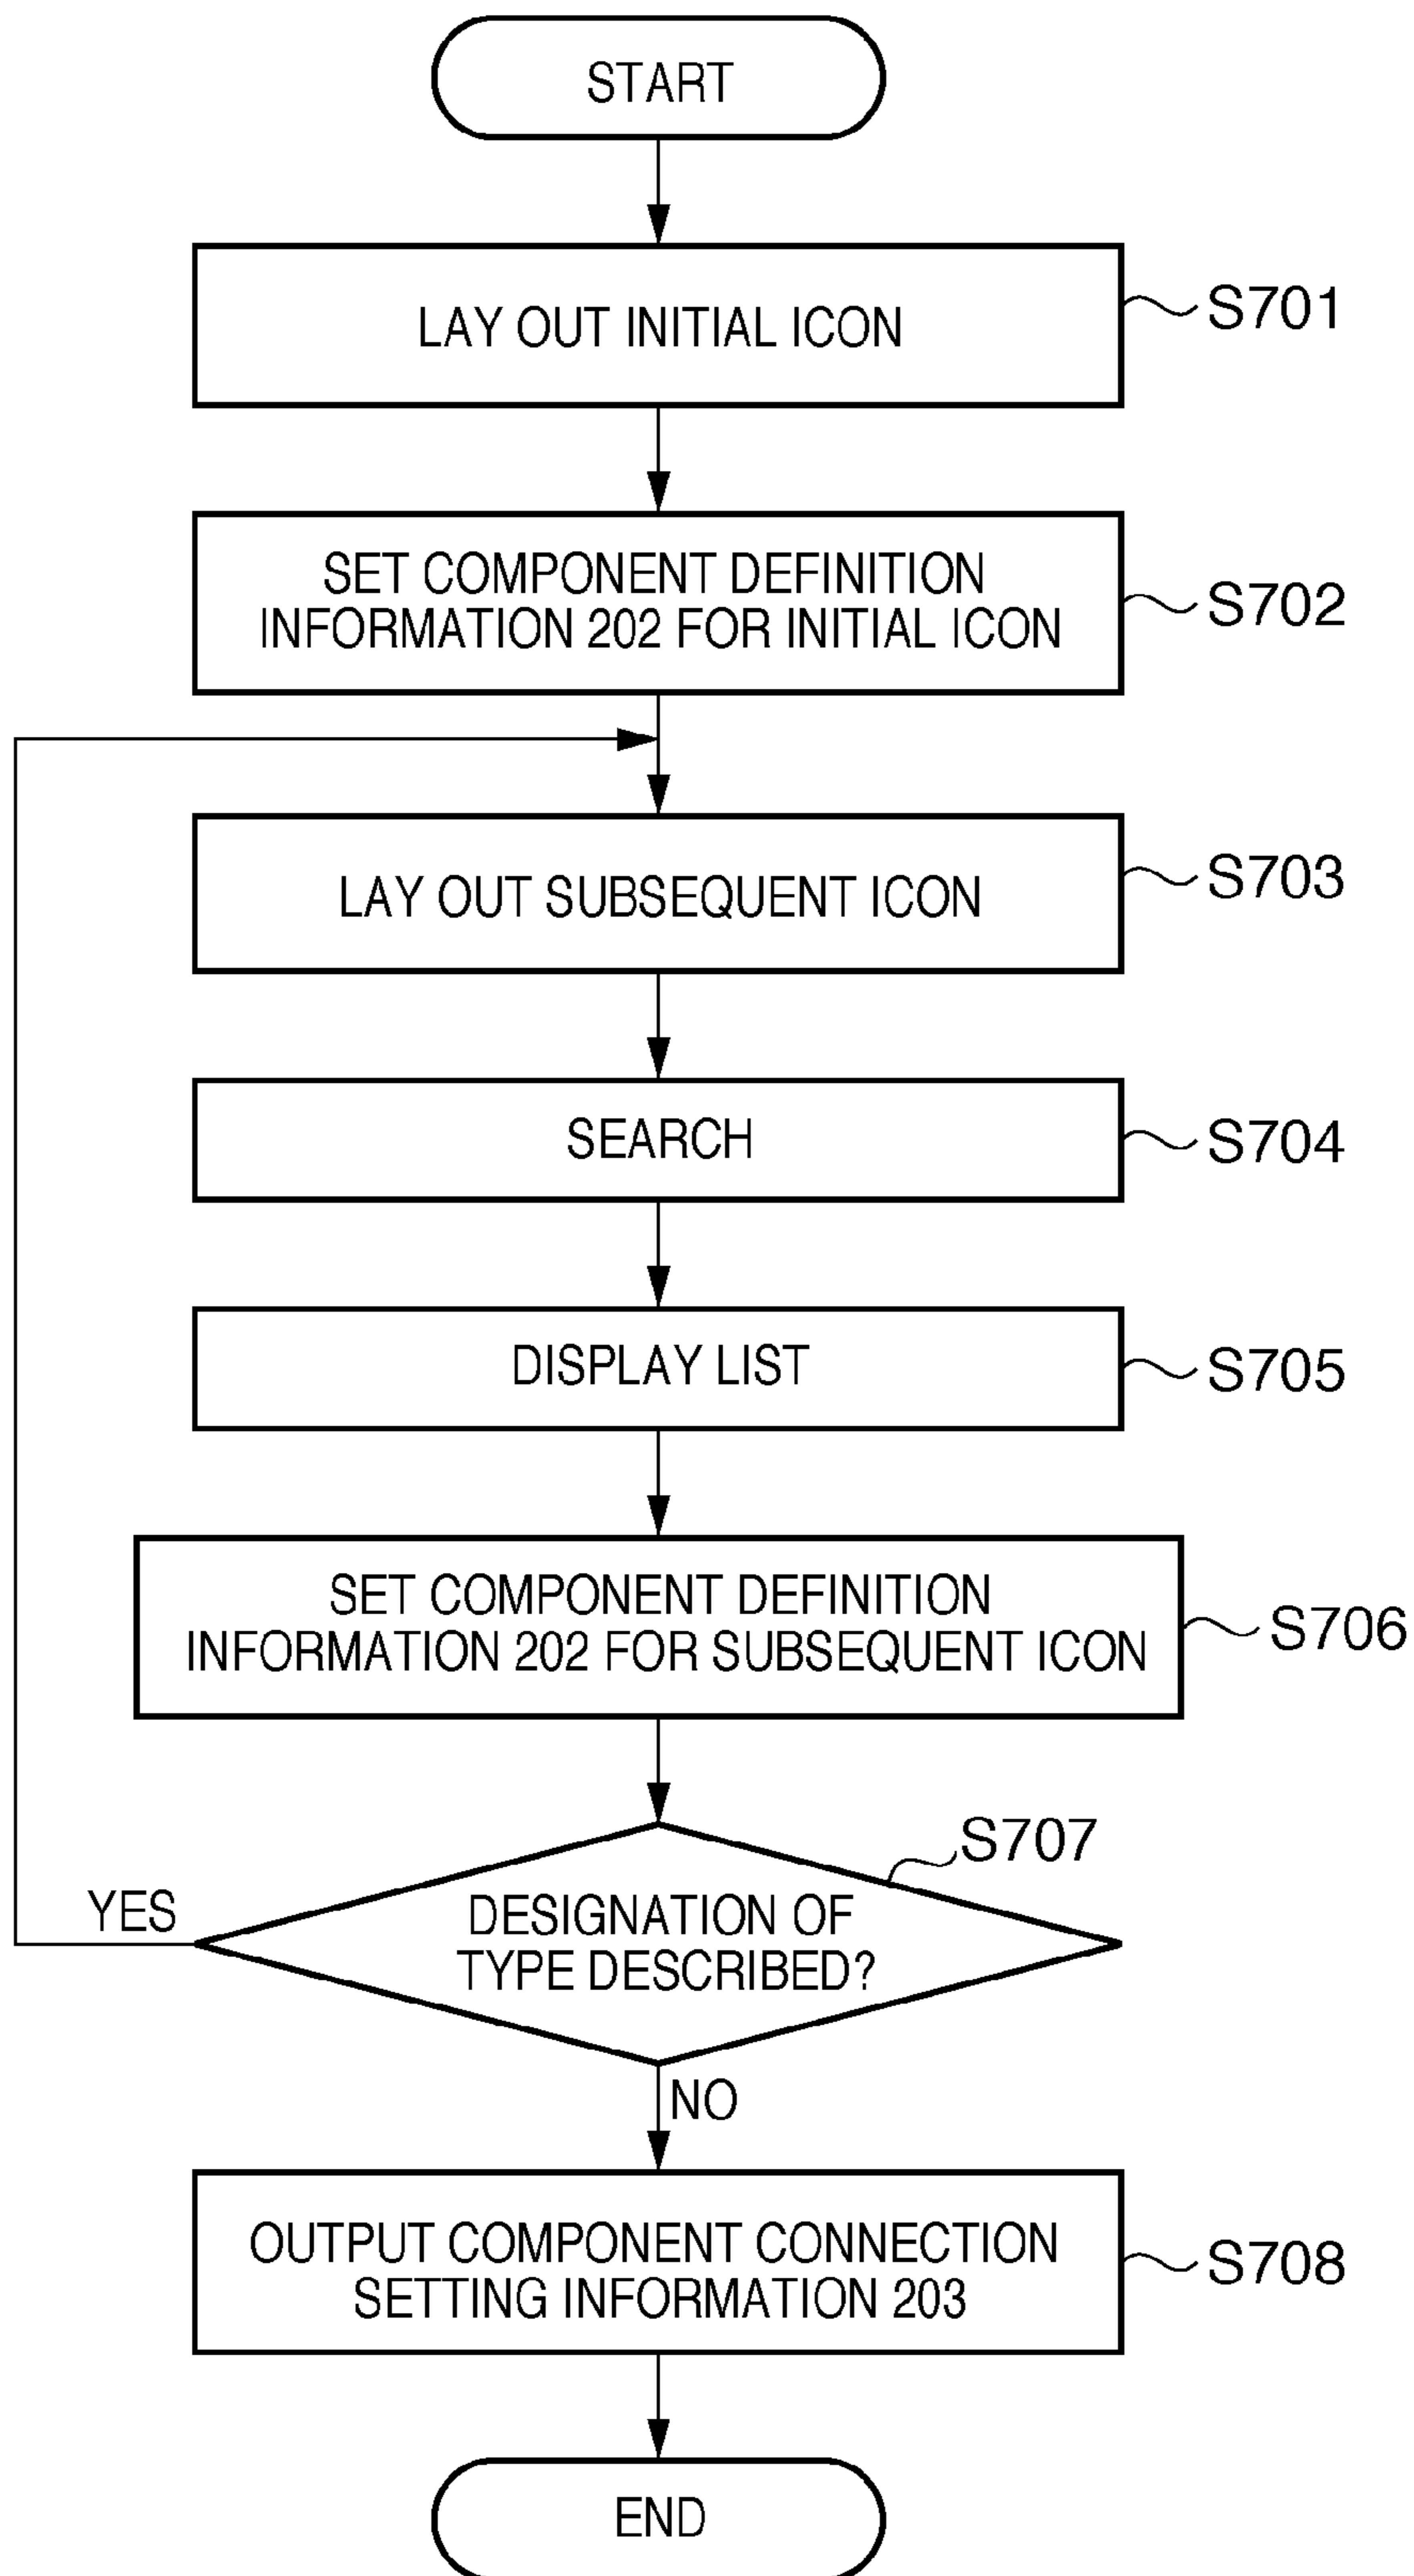 START
LAY OUT INITIAL ICON
S701
SET COMPONENT DEFINITION
INFORMATION 202 FOR INITIAL ICON
S702
LAY OUT SUBSEQUENT ICON
S703
SEARCH
S704
DISPLAY LIST
S705
SET COMPONENT DEFINITION
INFORMATION 202 FOR SUBSEQUENT ICON
S706
S707
YES
DESIGNATION OF
TYPE DESCRIBED?
NO
OUTPUT COMPONENT CONNECTION
SETTING INFORMATION 203
S708
END